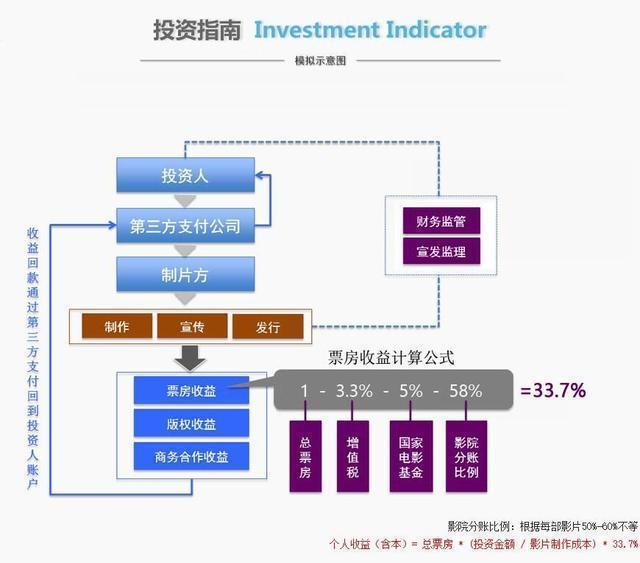 投资指南 Investment Indicator
模拟示意图
投资人
第三方支付公司
制片方
制作 宣传 发行
财务监管
宣发监理
收益回款通过第三方支付回到投资人账户
票房收益计算公式
票房收益
版权收益
商务合作收益
1 - 3.3% - 5% - 58% =33.7%
总票房
增值税
国家电影基金
影院分账比例
影院分账比例：根据每部影片50%-60%不等
个人收益（含本）= 总票房 * (投资金额 / 影片制作成本) * 33.7%